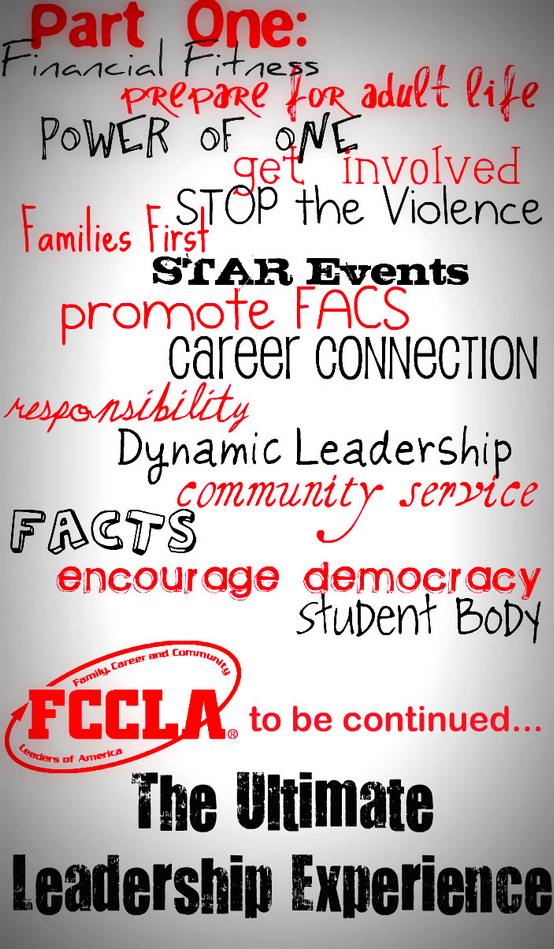 Part One:
Financial Fitness
prepare for adult life
POWER OF ONE
get involved
STOP the Violence
Families First
STAR Events
promote FACS
career connection
responsibility
Dynamic Leadership
community service
FACTS
encourage democracy
STUDENT BODY
Family, Career and Community
FCCLA®
Leaders of America
to be continued...
The Ultimate
Leadership Experience